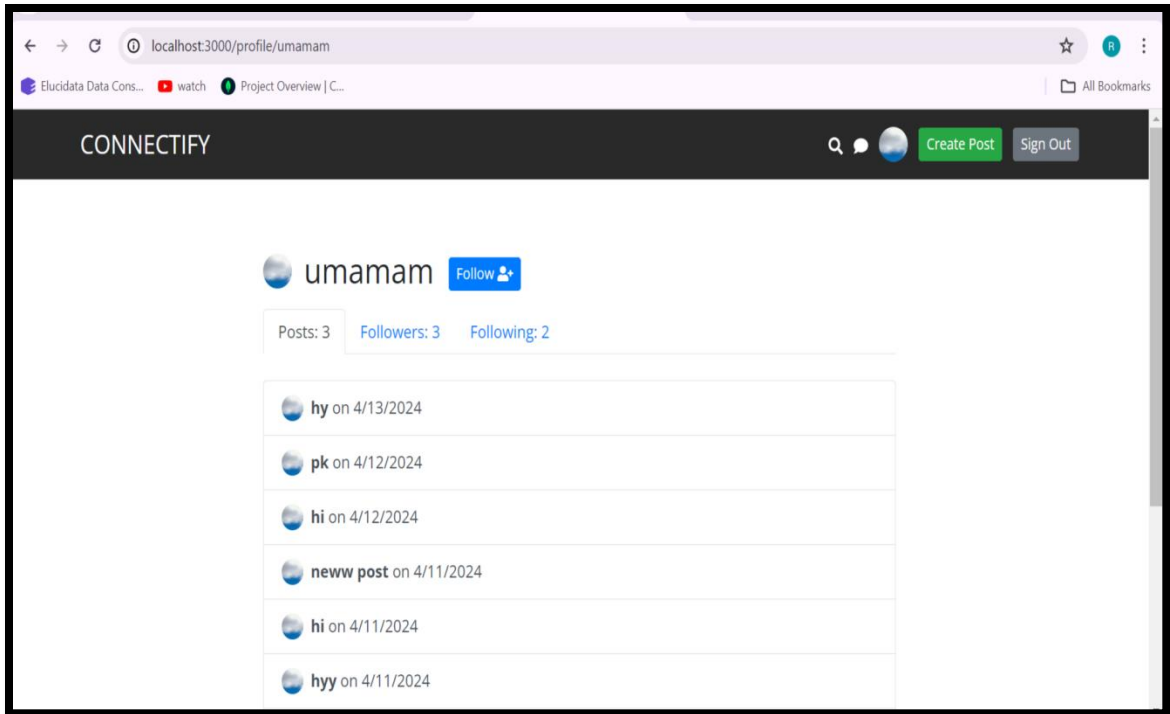 localhost:3000/profile/umamam
R
Elucidata Data Cons... watch Project Overview | C... All Bookmarks
CONNECTIFY Create Post Sign Out
umamam Follow
Posts: 3 Followers: 3 Following: 2
hy on 4/13/2024
pk on 4/12/2024
hi on 4/12/2024
neww post on 4/11/2024
hi on 4/11/2024
hyy on 4/11/2024